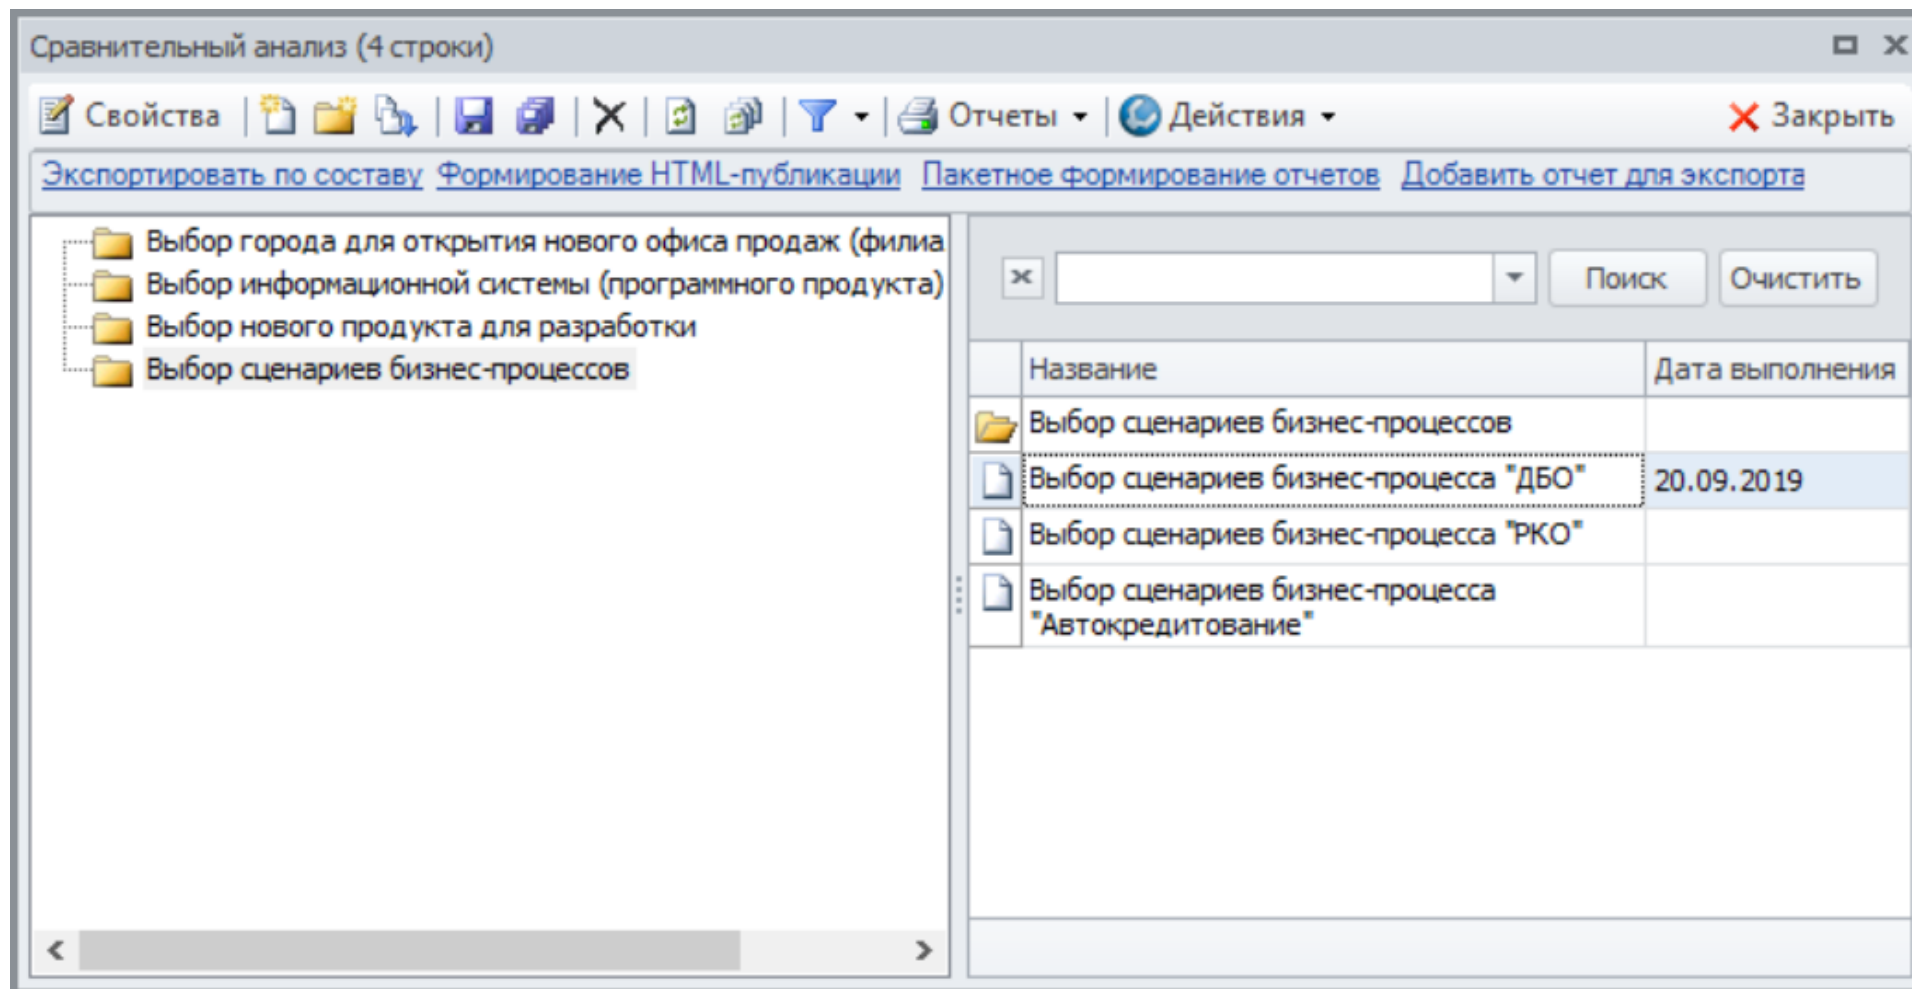 Сравнительный анализ (4 строки)
Свойства Отчеты Действия Закрыть
Экспортировать по составу Формирование HTML-публикации Пакетное формирование отчетов Добавить отчет для экспорта
Выбор города для открытия нового офиса продаж (филиа
Выбор информационной системы (программного продукта)
Выбор нового продукта для разработки
Выбор сценариев бизнес-процессов
Поиск Очистить
Название Дата выполнения
Выбор сценариев бизнес-процессов
Выбор сценариев бизнес-процесса "ДБО" 20.09.2019
Выбор сценариев бизнес-процесса "РКО"
Выбор сценариев бизнес-процесса
"Автокредитование"